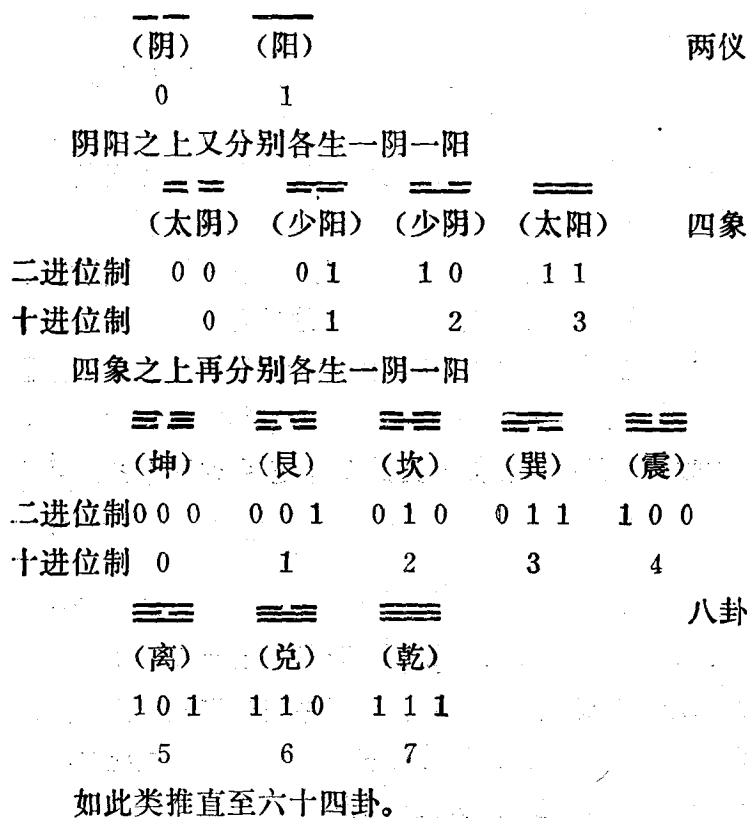 ⚋ ⚊
（阴） （阳） 两仪
0 1
阴阳之上又分别各生一阴一阳
⚏ ⚎ ⚍ ⚌
（太阴） （少阳） （少阴） （太阳） 四象
二进位制 0 0 0 1 1 0 1 1
十进位制 0 1 2 3
四象之上再分别各生一阴一阳
☷ ☶ ☵ ☴ ☳
（坤） （艮） （坎） （巽） （震）
二进位制 0 0 0 0 0 1 0 1 0 0 1 1 1 0 0
十进位制 0 1 2 3 4
☲ ☱ ☰ 八卦
（离） （兑） （乾）
1 0 1 1 1 0 1 1 1
5 6 7
如此类推直至六十四卦。